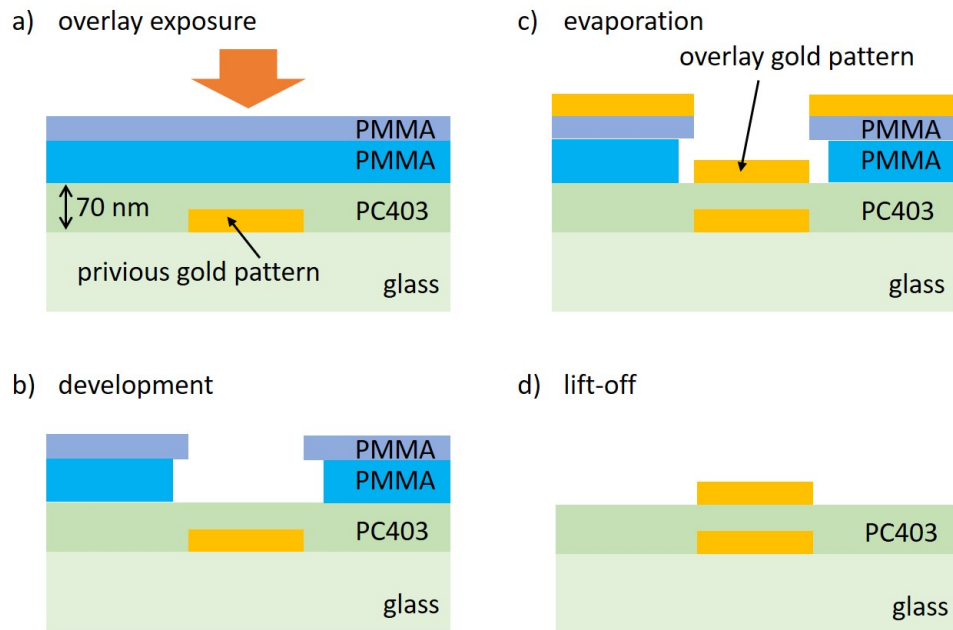 a) overlay exposure
PMMA
PMMA
70 nm
PC403
privious gold pattern
glass
b) development
PMMA
PMMA
PC403
glass
c) evaporation
overlay gold pattern
PMMA
PMMA
PC403
glass
d) lift-off
PC403